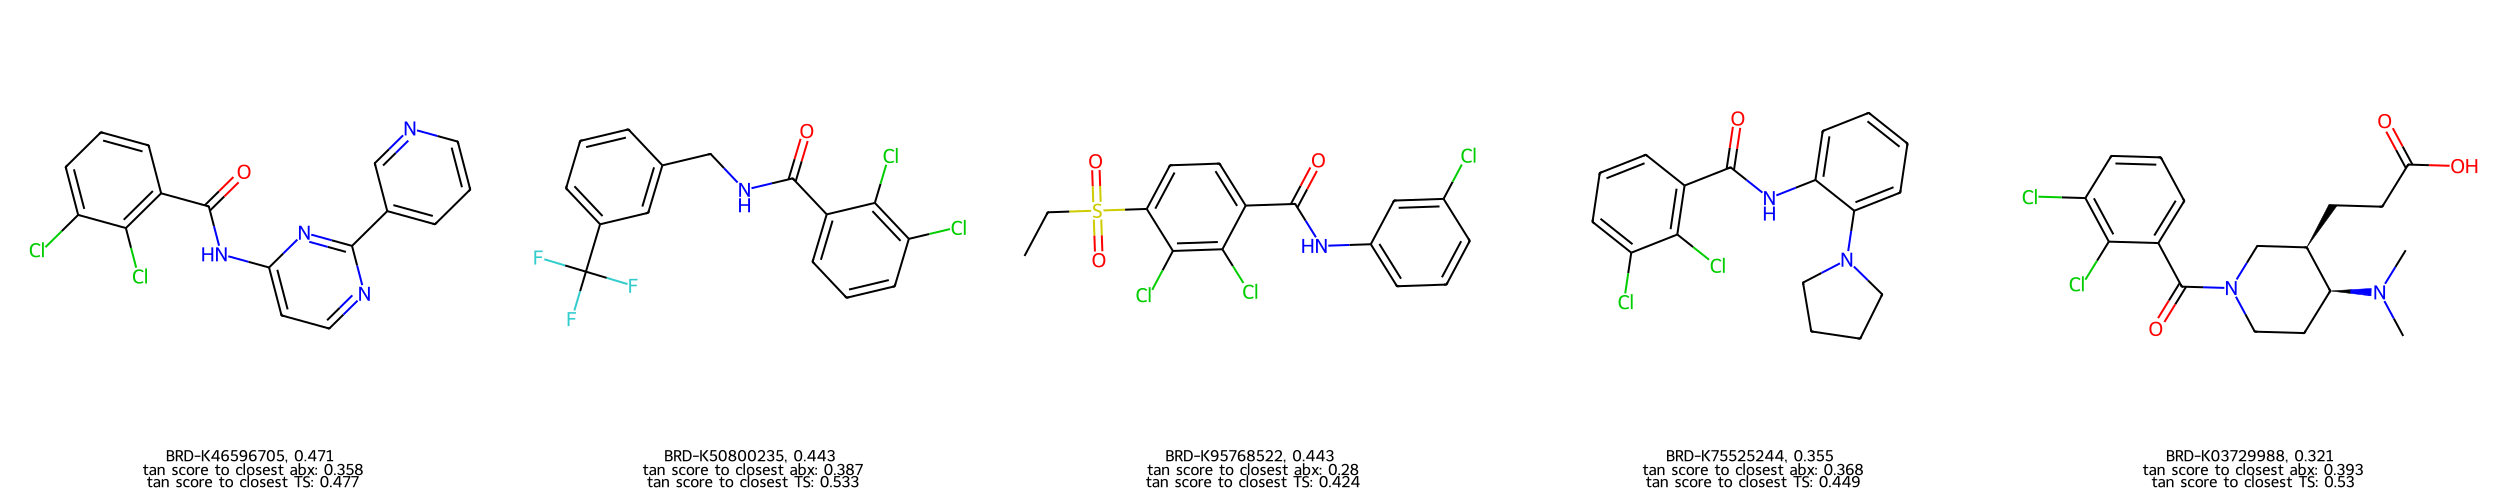 N
O
O
Cl
Cl
HN
N
N
Cl
Cl
O
NH
F
F
F
O
S
O
Cl
Cl
O
HN
Cl
O
NH
N
Cl
Cl
O
OH
Cl
Cl
O
N
N
BRD-K46596705, 0.471
tan score to closest abx: 0.358
tan score to closest TS: 0.477
BRD-K50800235, 0.443
tan score to closest abx: 0.387
tan score to closest TS: 0.533
BRD-K95768522, 0.443
tan score to closest abx: 0.28
tan score to closest TS: 0.424
BRD-K75525244, 0.355
tan score to closest abx: 0.368
tan score to closest TS: 0.449
BRD-K03729988, 0.321
tan score to closest abx: 0.393
tan score to closest TS: 0.53